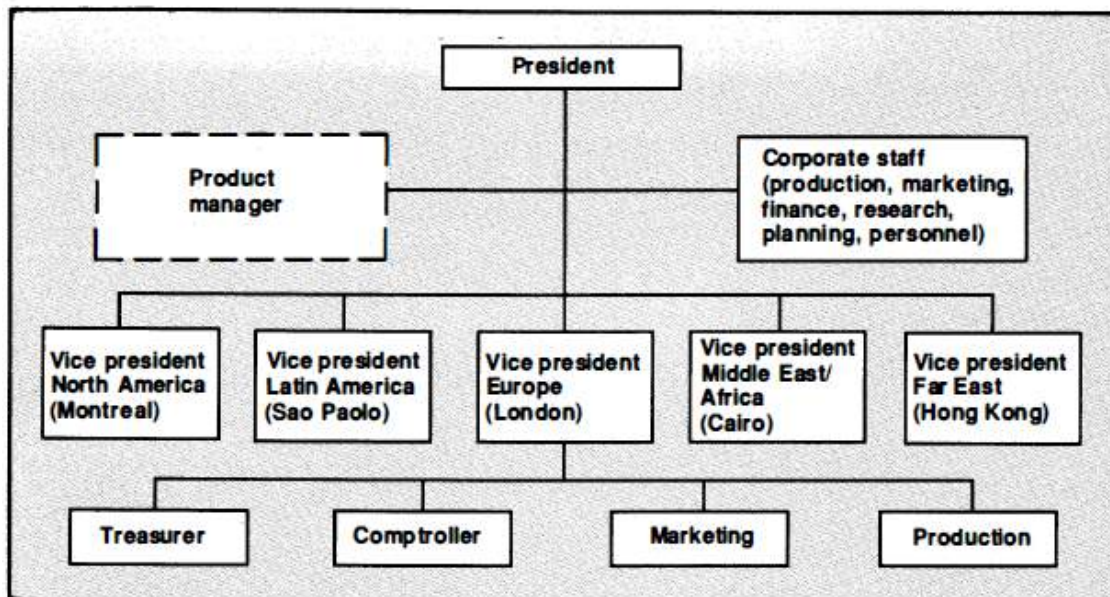 President
Product
manager
Corporate staff
(production, marketing,
finance, research,
planning, personnel)
Vice president
North America
(Montreal)
Vice president
Latin America
(Sao Paolo)
Vice president
Europe
(London)
Vice president
Middle East/
Africa
(Cairo)
Vice president
Far East
(Hong Kong)
Treasurer
Comptroller
Marketing
Production